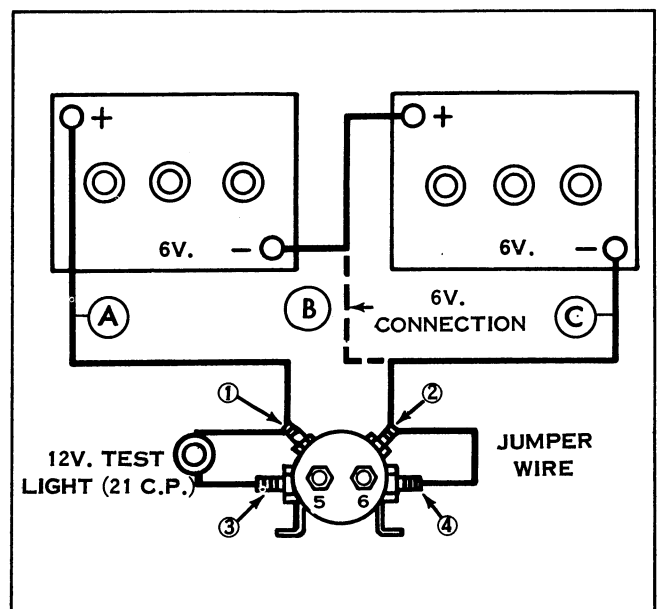 +
+
6V. −
6V. −
A
B
6V.
CONNECTION
C
①
②
12V. TEST
LIGHT (21 C.P.)
JUMPER
WIRE
5
6
③
④